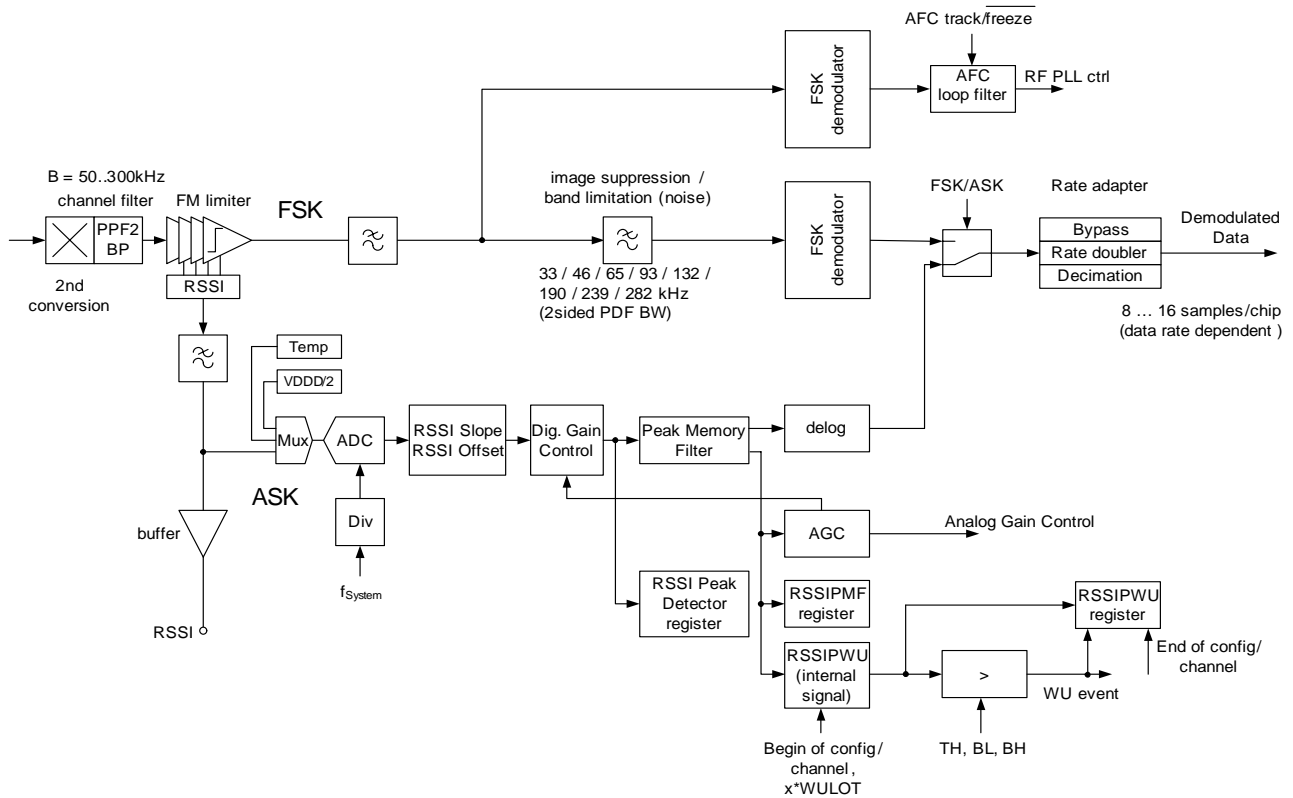 AFC track/freeze
FSK
demodulator
AFC
loop filter
RF PLL ctrl
B = 50..300kHz
channel filter
FM limiter
FSK
image suppression /
band limitation (noise)
FSK/ASK
Rate adapter
PPF2
BP
FSK
demodulator
Bypass
Rate doubler
Decimation
Demodulated
Data
2nd
conversion
RSSI
33 / 46 / 65 / 93 / 132 /
190 / 239 / 282 kHz
(2sided PDF BW)
8 ... 16 samples/chip
(data rate dependent )
Temp
VDDD/2
Mux
ADC
RSSI Slope
RSSI Offset
Dig. Gain
Control
Peak Memory
Filter
delog
ASK
buffer
Div
AGC
Analog Gain Control
fSystem
RSSI Peak
Detector
register
RSSIPMF
register
RSSIPWU
register
RSSI
RSSIPWU
(internal
signal)
>
WU event
End of config/
channel
Begin of config/
channel ,
x*WULOT
TH, BL, BH